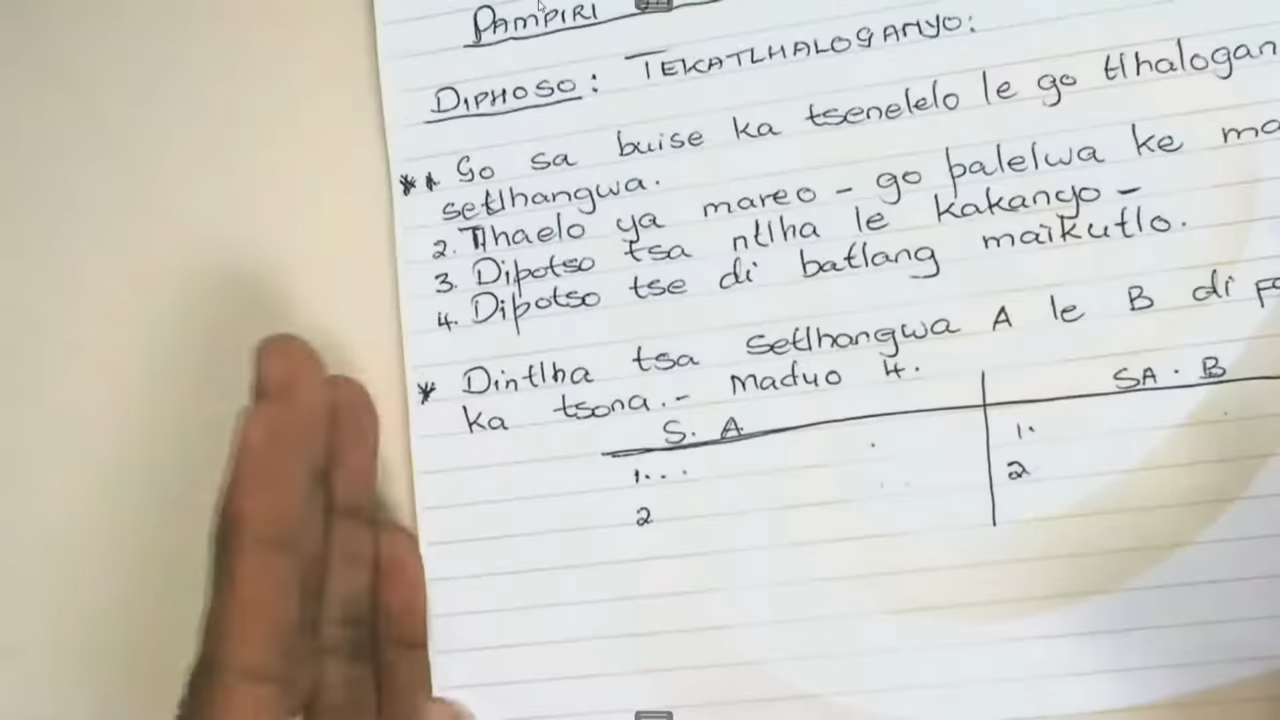 PAMPIRI
DIPHOSO: TEKATLHALOGANYO:
** Go sa buise ka tsenelelo le go tlhalogan
setlhangwa.
2. Tlhaelo ya mareo - go palelwa ke ma
3. Dipotso tsa ntlha le kakanyo -
4. Dipotso tse di batlang maikutlo.
* Dintlha tsa Setlhangwa A le B di fa
ka tsona.- maduo 4.
S. A SA. B
1... 1.
2 2